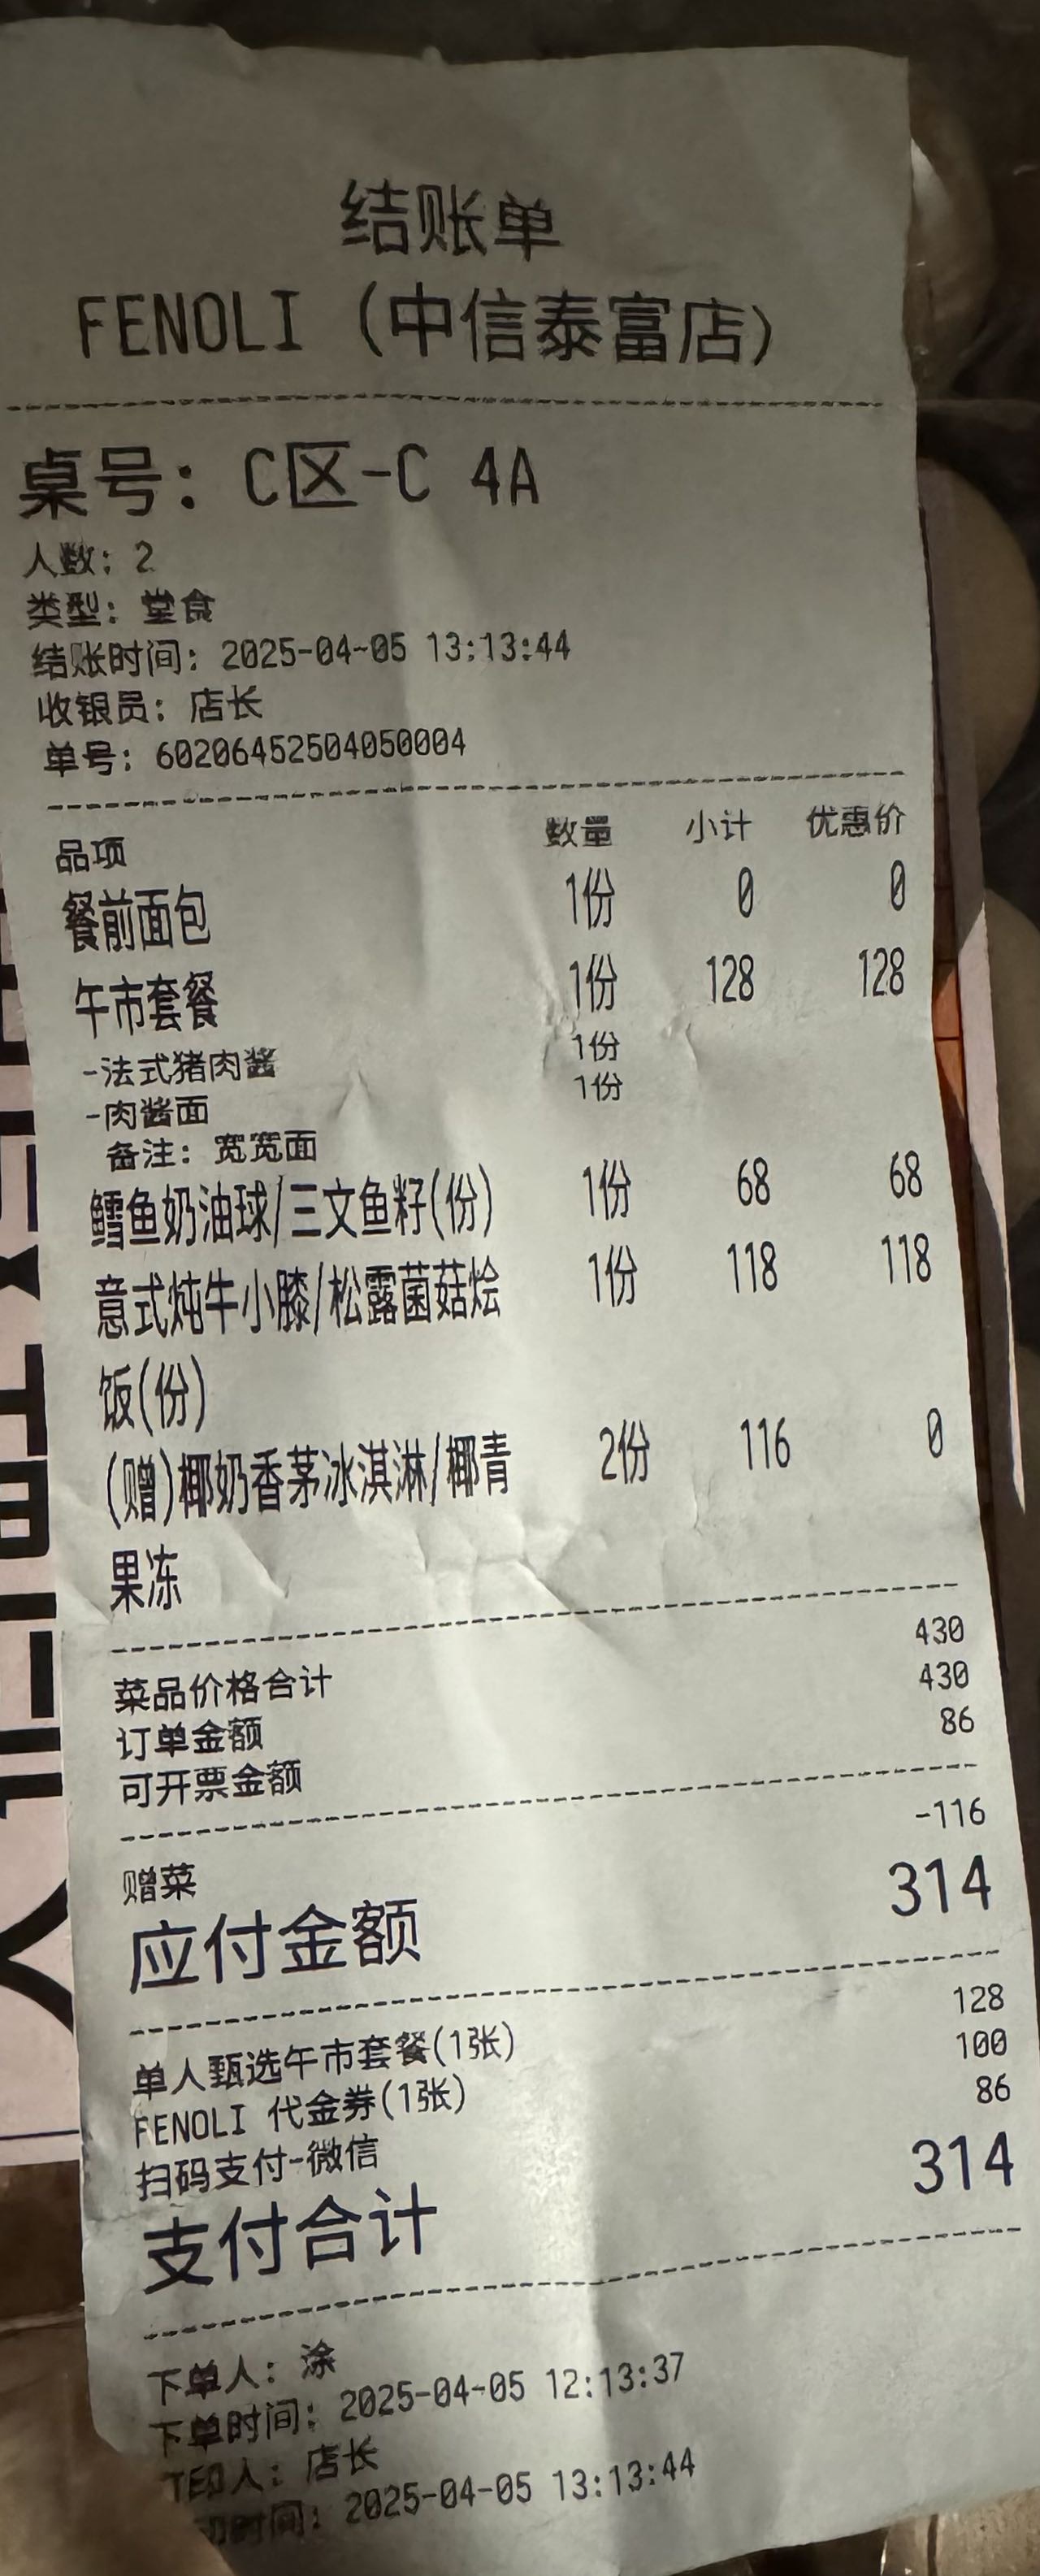 结账单
FENOLI (中信泰富店)
桌号: C区-C 4A
人数: 2
类型: 堂食
结账时间: 2025-04-05 13:13:44
收银员: 店长
单号: 60206452504050004
品项 数量 小计 优惠价
餐前面包 1份 0 0
午市套餐 1份 128 128
-法式猪肉酱 1份
-肉酱面 1份
备注: 宽宽面
鳕鱼奶油球/三文鱼籽(份) 1份 68 68
意式炖牛小膝/松露菌菇烩 1份 118 118
饭(份)
(赠)椰奶香茅冰淇淋/椰青 2份 116 0
果冻
菜品价格合计 430
订单金额 430
可开票金额 86
赠菜 -116
应付金额 314
单人甄选午市套餐(1张) 128
FENOLI 代金券(1张) 100
扫码支付-微信 86
支付合计 314
下单人: 涂
下单时间: 2025-04-05 12:13:37
印人: 店长
时间: 2025-04-05 13:13:44